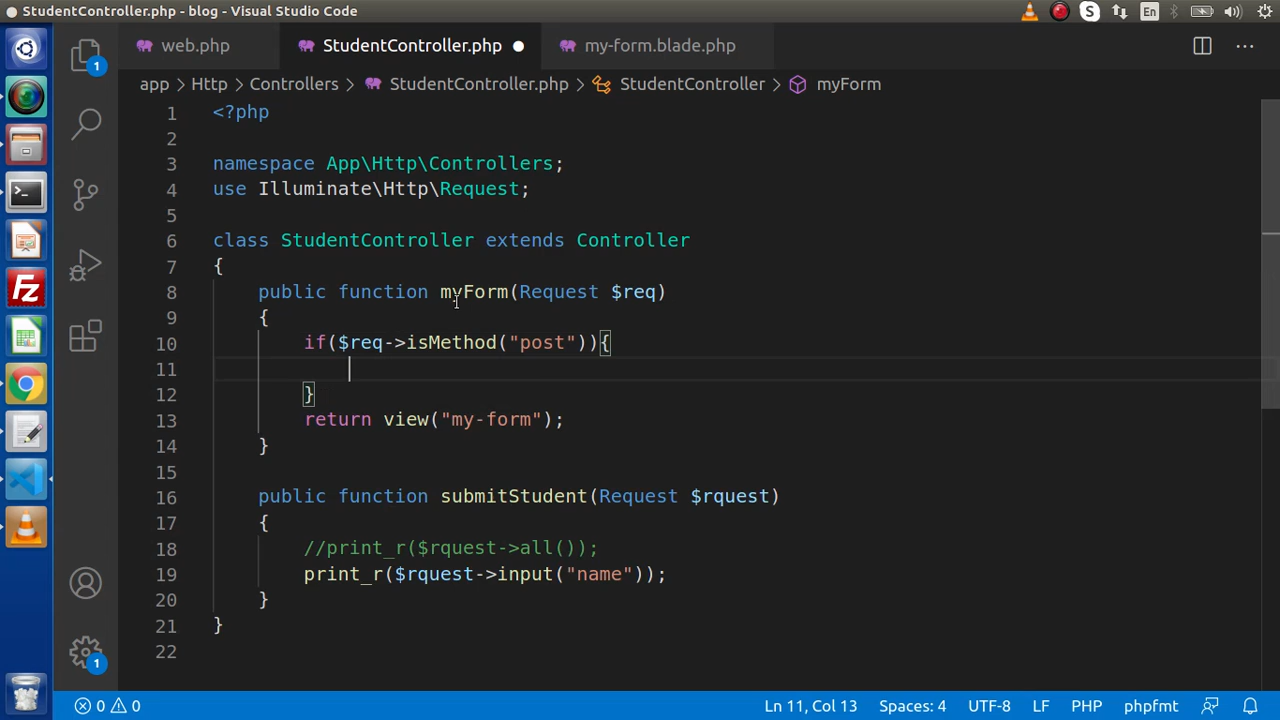 StudentController.php - blog - Visual Studio Code
En
web.php
StudentController.php
my-form.blade.php
app > Http > Controllers > StudentController.php > StudentController > myForm
1 <?php
2
3 namespace App\Http\Controllers;
4 use Illuminate\Http\Request;
5
6 class StudentController extends Controller
7 {
8 public function myForm(Request $req)
9 {
10 if($req->isMethod("post")){
11
12 }
13 return view("my-form");
14 }
15
16 public function submitStudent(Request $rquest)
17 {
18 //print_r($rquest->all());
19 print_r($rquest->input("name"));
20 }
21 }
22
1
1
0 0 Ln 11, Col 13 Spaces: 4 UTF-8 LF PHP phpfmt